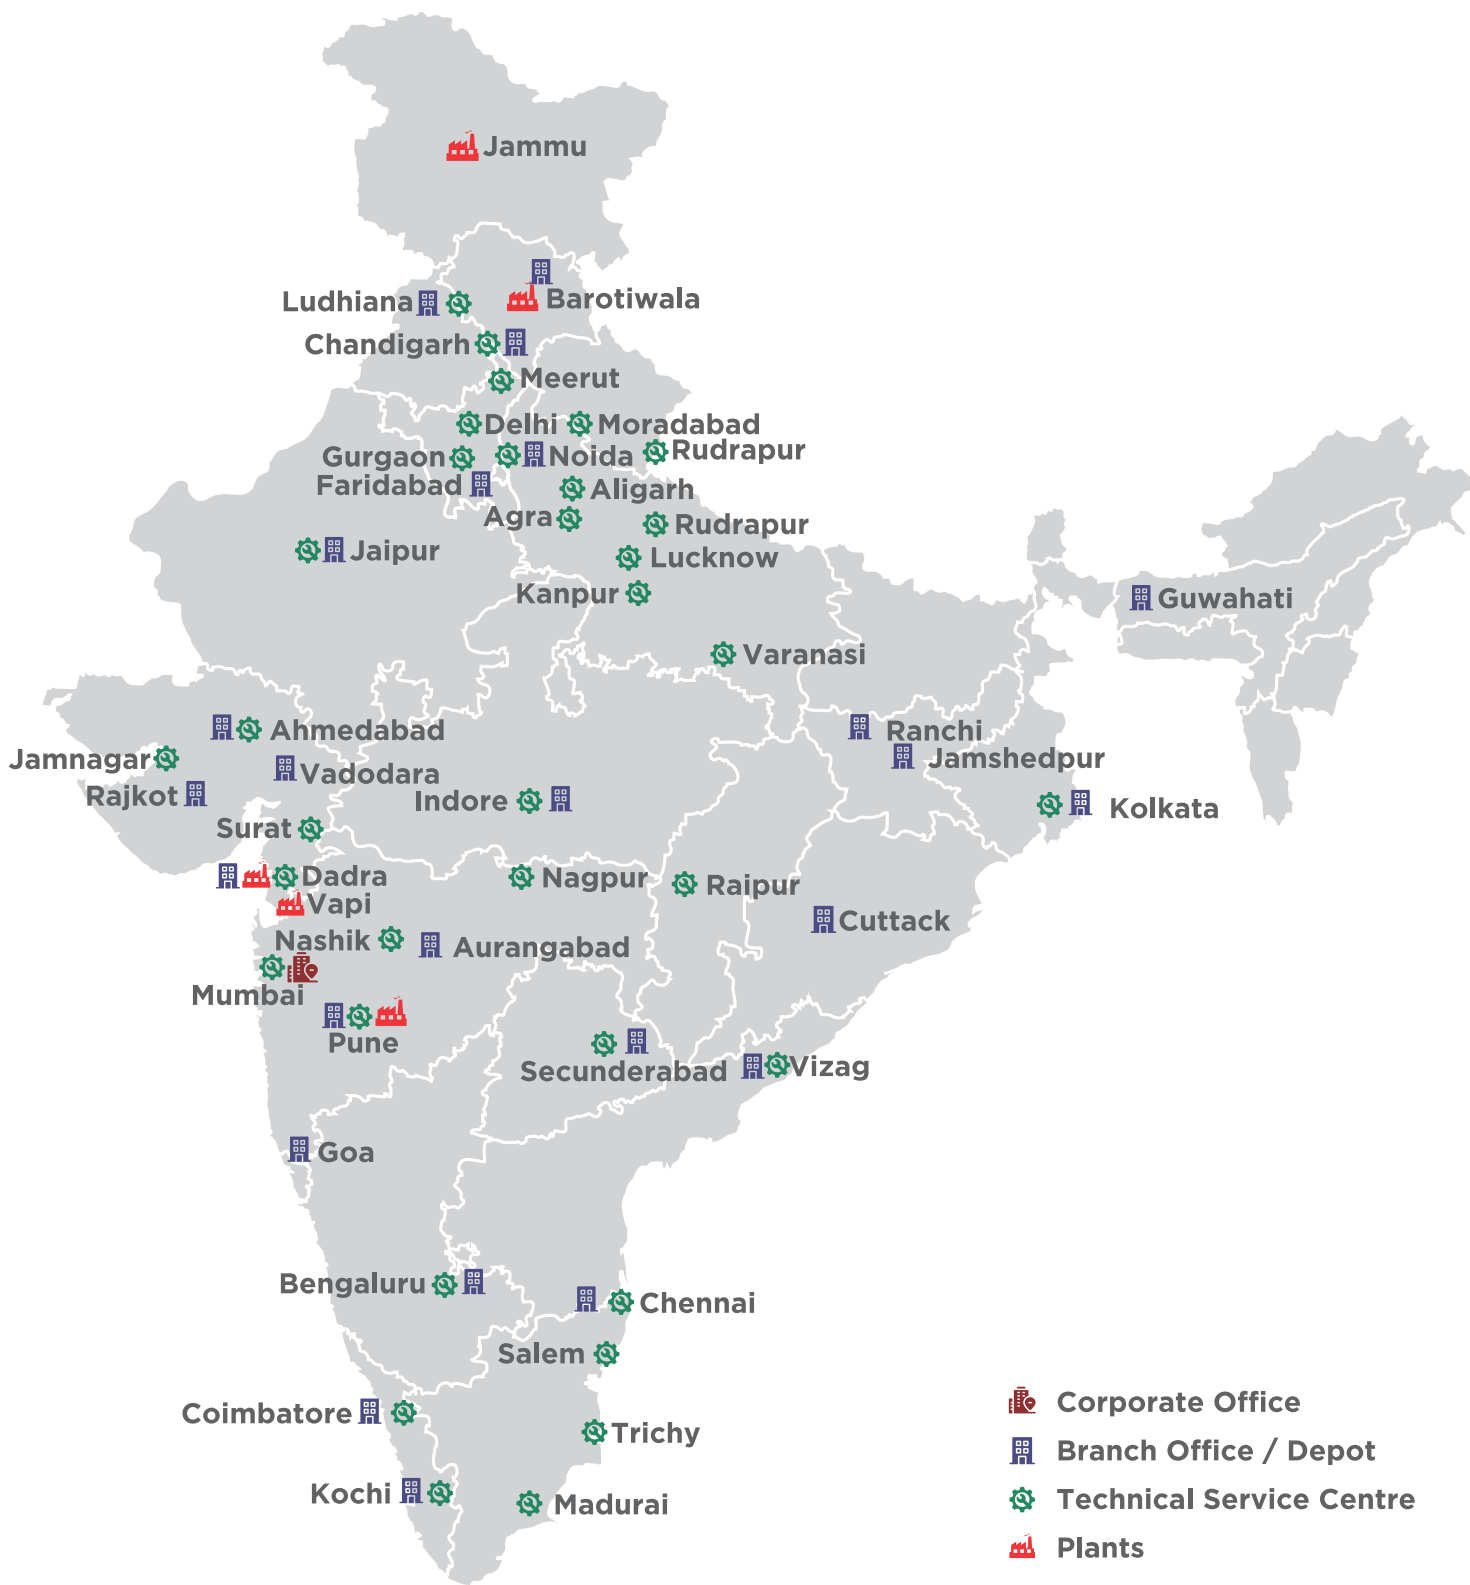 Jammu
Barotiwala
Ludhiana
Chandigarh
Meerut
Delhi
Moradabad
Rudrapur
Gurgaon
Noida
Faridabad
Aligarh
Agra
Rudrapur
Jaipur
Lucknow
Kanpur
Guwahati
Varanasi
Ahmedabad
Ranchi
Jamnagar
Jamshedpur
Vadodara
Rajkot
Indore
Kolkata
Surat
Dadra
Nagpur
Raipur
Vapi
Cuttack
Nashik
Aurangabad
Mumbai
Pune
Secunderabad
Vizag
Goa
Bengaluru
Chennai
Salem
Coimbatore
Trichy
Kochi
Madurai
Corporate Office
Branch Office / Depot
Technical Service Centre
Plants